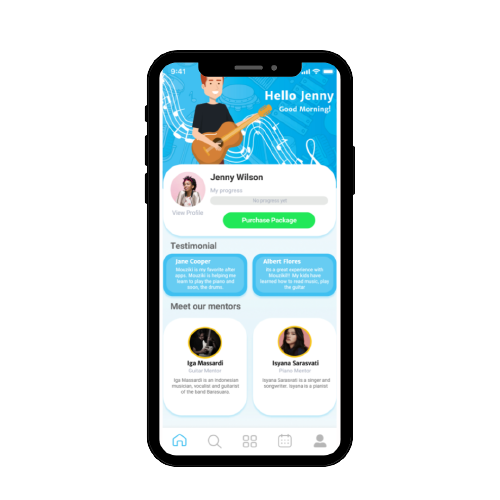 9:41
Hello Jenny
Good Morning!
Jenny Wilson
My progress
No progress yet
View Profile
Purchase Package
Testimonial
Jane Cooper
Albert Flores
is my favorite after
apps. is helping me
learn to play the piano and
soon, the drums.
Its a great experience with
My kids have
learned how to read music, play
the guitar
Meet our mentors
Iga Massardi
Guitar Mentor
Iga Massardi is an Indonesian
musician, vocalist and guitarist
of the band Barasuara.
Isyana Sarasvati
Piano Mentor
Isyana Sarasvati is a singer and
songwriter. Isyana is a pianist